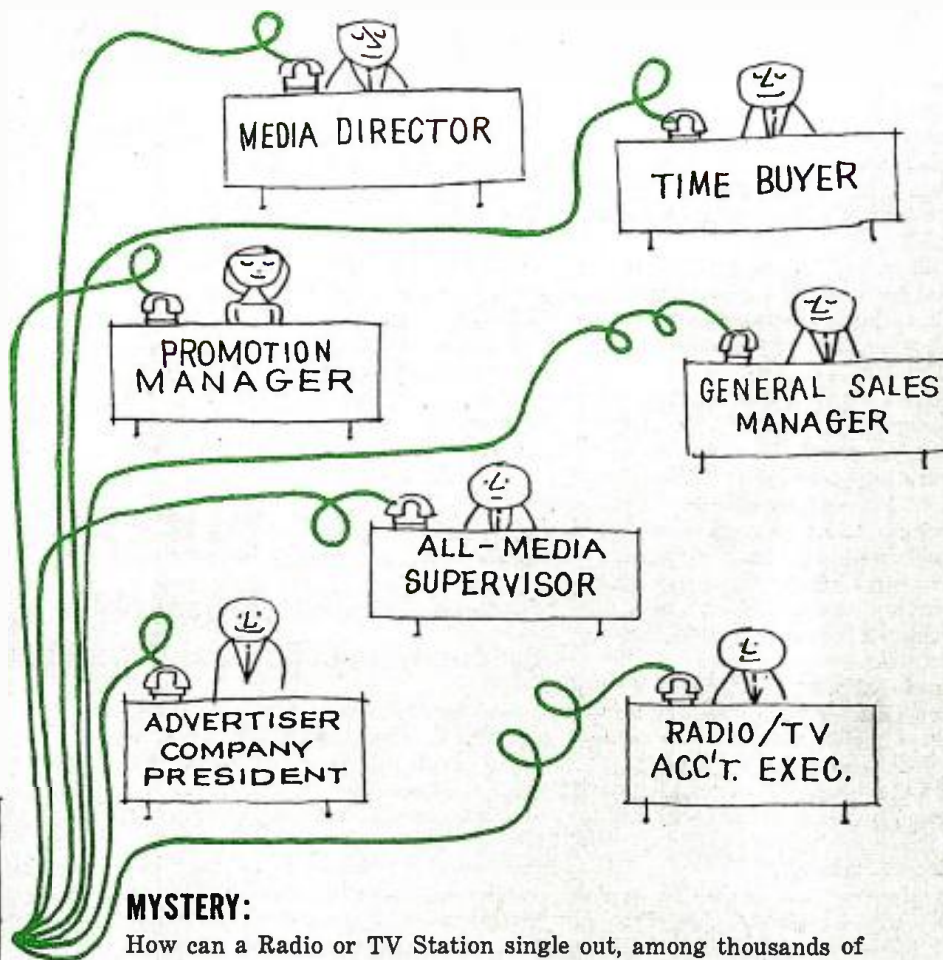 MEDIA DIRECTOR
TIME BUYER
PROMOTION
MANAGER
GENERAL SALES
MANAGER
ALL-MEDIA
SUPERVISOR
ADVERTISER
COMPANY
PRESIDENT
RADIO/TV
ACC'T. EXEC.
MYSTERY:
How can a Radio or TV Station single out, among thousands of